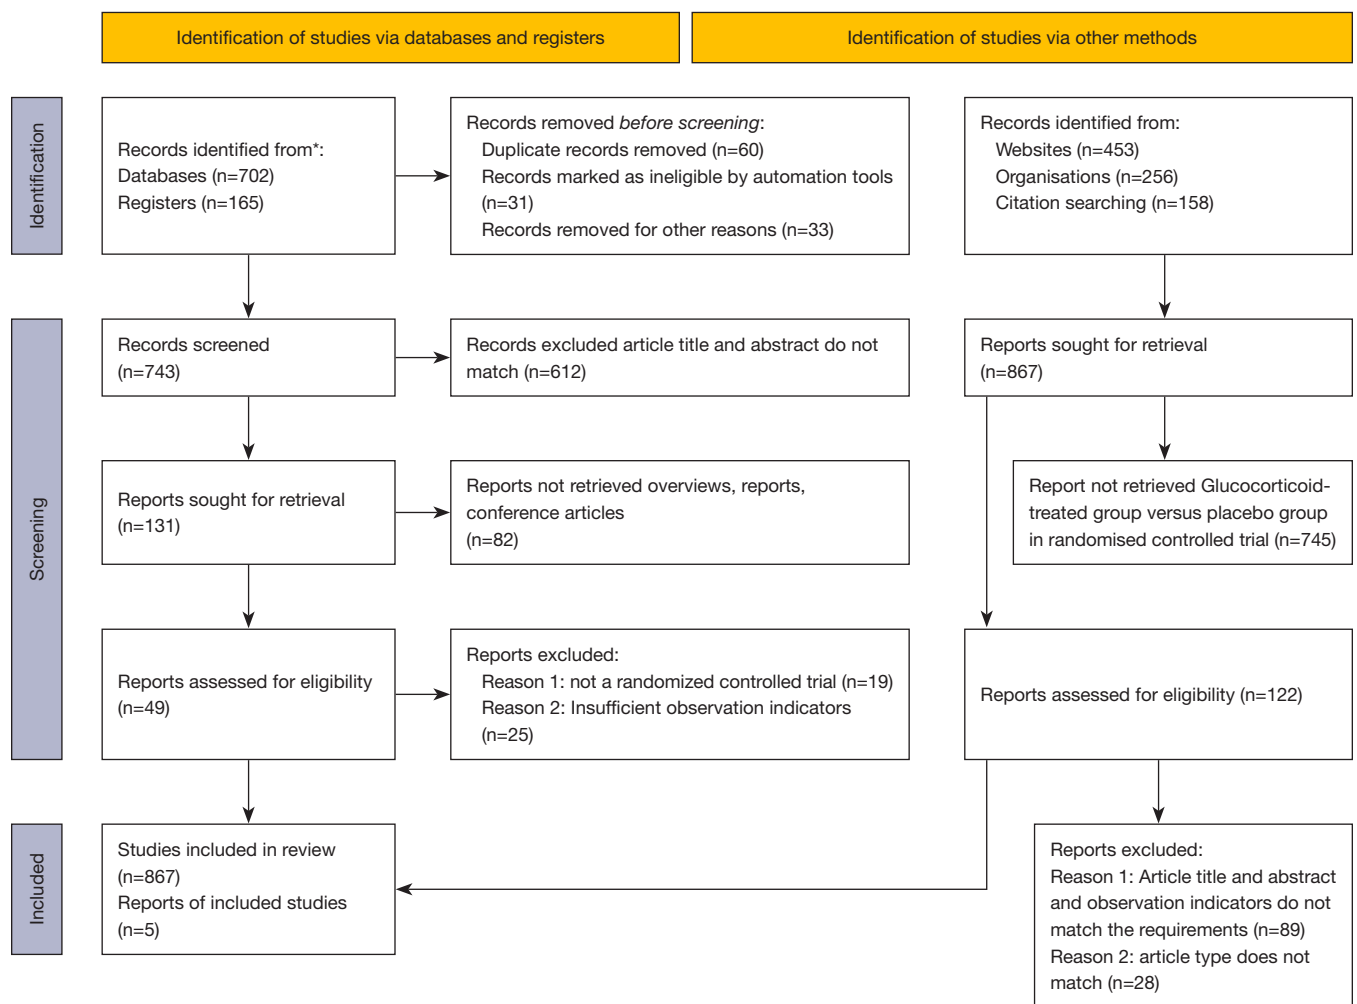 Identification of studies via databases and registers
Identification of studies via other methods
Identification
Records identified from*:
Databases (n=702)
Registers (n=165)
Records removed before screening:
Duplicate records removed (n=60)
Records marked as ineligible by automation tools
(n=31)
Records removed for other reasons (n=33)
Records identified from:
Websites (n=453)
Organisations (n=256)
Citation searching (n=158)
Screening
Records screened
(n=743)
Records excluded article title and abstract do not
match (n=612)
Reports sought for retrieval
(n=867)
Reports sought for retrieval
(n=131)
Reports not retrieved overviews, reports,
conference articles
(n=82)
Report not retrieved Glucocorticoid-
treated group versus placebo group
in randomised controlled trial (n=745)
Reports assessed for eligibility
(n=49)
Reports excluded:
Reason 1: not a randomized controlled trial (n=19)
Reason 2: Insufficient observation indicators
(n=25)
Reports assessed for eligibility (n=122)
Included
Studies included in review
(n=867)
Reports of included studies
(n=5)
Reports excluded:
Reason 1: Article title and abstract
and observation indicators do not
match the requirements (n=89)
Reason 2: article type does not
match (n=28)